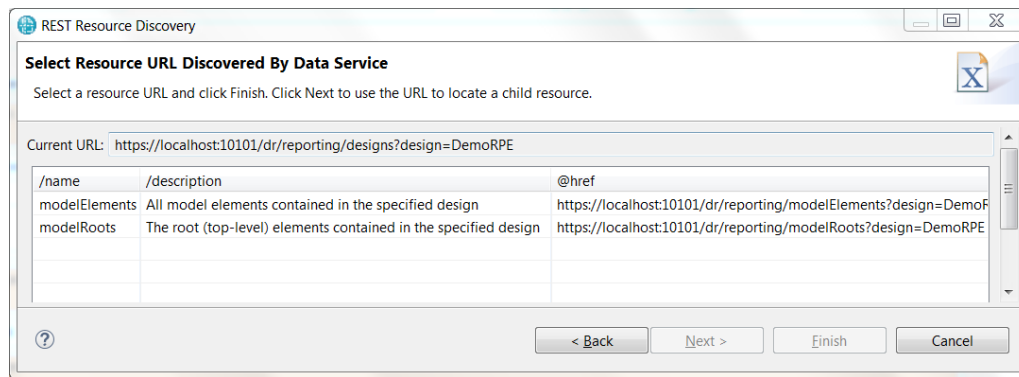 REST Resource Discovery
Select Resource URL Discovered By Data Service
Select a resource URL and click Finish. Click Next to use the URL to locate a child resource.
Current URL: https://localhost:10101/dr/reporting/designs?design=DemoRPE
/name /description @href
modelElements All model elements contained in the specified design https://localhost:10101/dr/reporting/modelElements?design=DemoR
modelRoots The root (top-level) elements contained in the specified design https://localhost:10101/dr/reporting/modelRoots?design=DemoRPE
? < Back Next > Finish Cancel